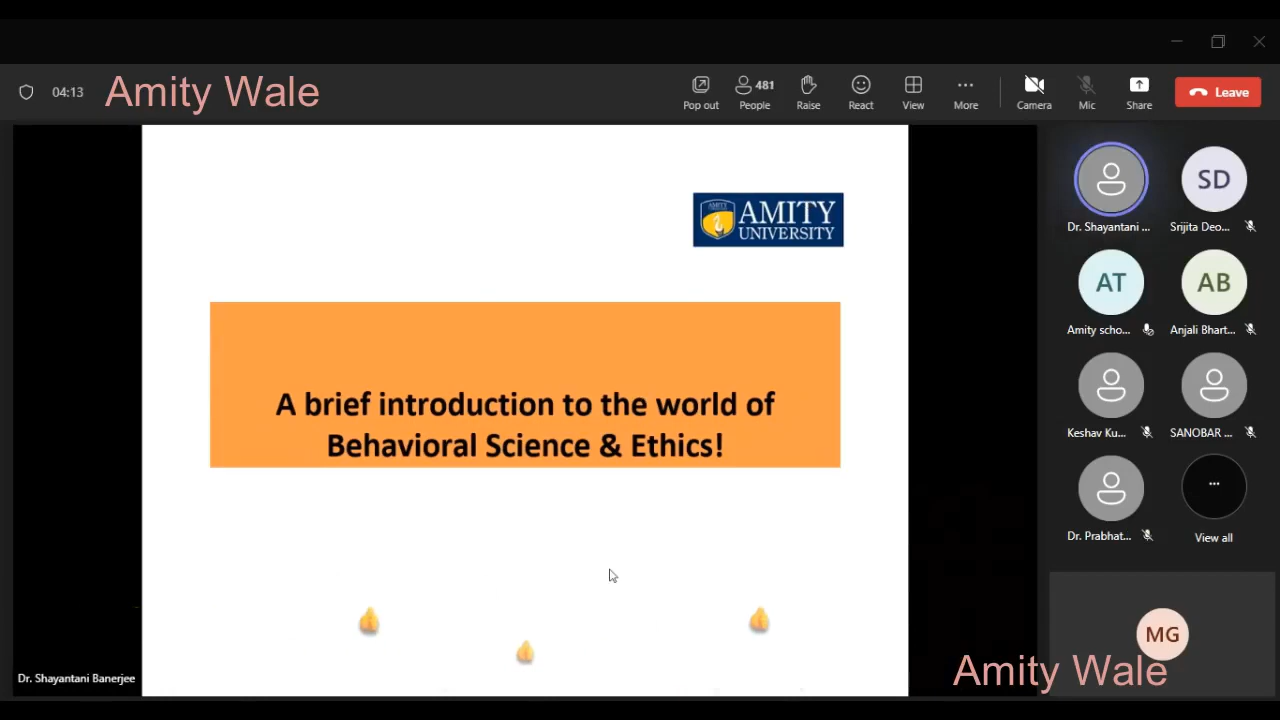 04:13
Amity Wale
Pop out
481
People
Raise
React
View
More
Camera
Mic
Share
Leave
AMITY
UNIVERSITY
A brief introduction to the world of
Behavioral Science & Ethics!
Dr. Shayantani ...
SD
Srijita Deo...
AT
Amity scho...
AB
Anjali Bhart...
Keshav Ku...
SANOBAR ...
Dr. Prabhat...
...
View all
MG
Amity Wale
Dr. Shayantani Banerjee